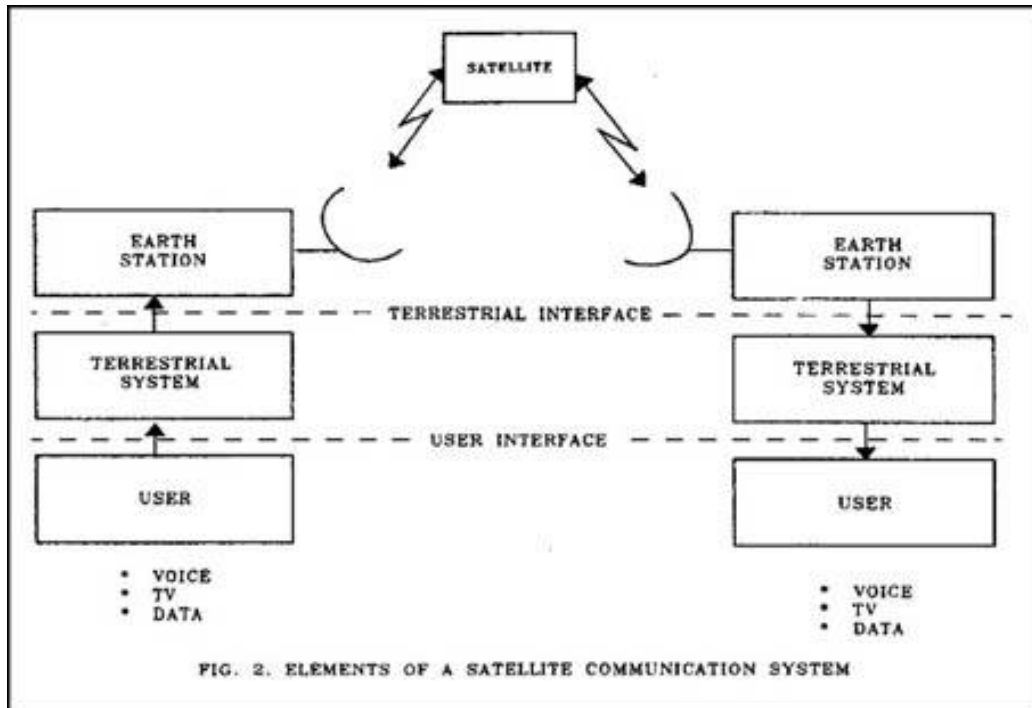 SATELLITE
EARTH
STATION
EARTH
STATION
TERRESTRIAL INTERFACE
TERRESTRIAL
SYSTEM
TERRESTRIAL
SYSTEM
USER INTERFACE
USER
USER
• VOICE
• TV
• DATA
• VOICE
• TV
• DATA
FIG. 2. ELEMENTS OF A SATELLITE COMMUNICATION SYSTEM